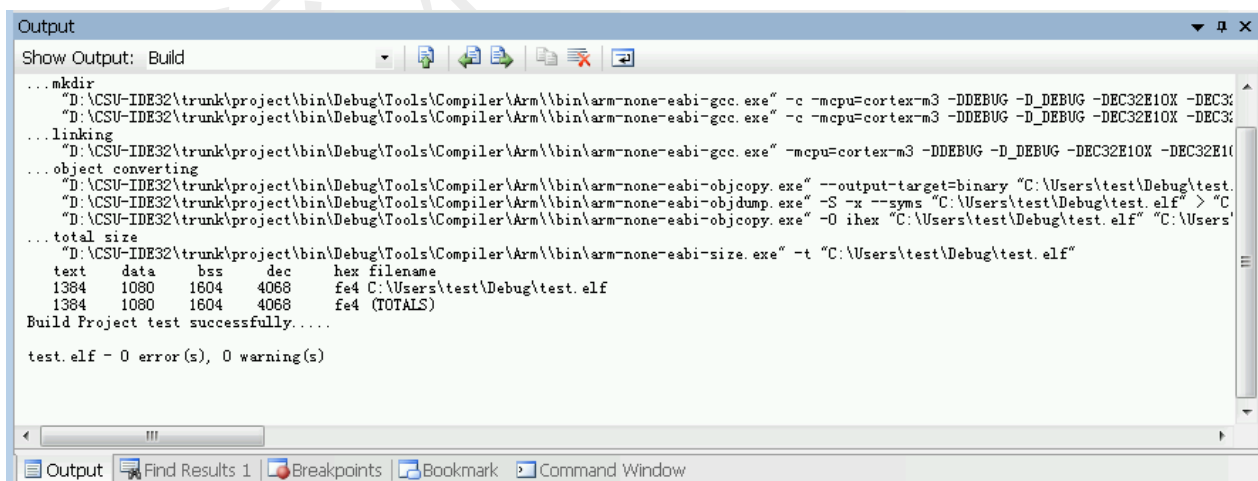 Output
Show Output: Build
...mkdir
"D:\CSU-IDE32\trunk\project\bin\Debug\Tools\Compiler\Arm\\bin\arm-none-eabi-gcc.exe" -c -mcpu=cortex-m3 -DDEBUG -D_DEBUG -DEC32E10X -DEC32
"D:\CSU-IDE32\trunk\project\bin\Debug\Tools\Compiler\Arm\\bin\arm-none-eabi-gcc.exe" -c -mcpu=cortex-m3 -DDEBUG -D_DEBUG -DEC32E10X -DEC32
...linking
"D:\CSU-IDE32\trunk\project\bin\Debug\Tools\Compiler\Arm\\bin\arm-none-eabi-gcc.exe" -mcpu=cortex-m3 -DDEBUG -D_DEBUG -DEC32E10X -DEC32E10
...object converting
"D:\CSU-IDE32\trunk\project\bin\Debug\Tools\Compiler\Arm\\bin\arm-none-eabi-objcopy.exe" --output-target=binary "C:\Users\test\Debug\test.
"D:\CSU-IDE32\trunk\project\bin\Debug\Tools\Compiler\Arm\\bin\arm-none-eabi-objdump.exe" -S -x --syms "C:\Users\test\Debug\test.elf" > "C
"D:\CSU-IDE32\trunk\project\bin\Debug\Tools\Compiler\Arm\\bin\arm-none-eabi-objcopy.exe" -O ihex "C:\Users\test\Debug\test.elf" "C:\Users\
...total size
"D:\CSU-IDE32\trunk\project\bin\Debug\Tools\Compiler\Arm\\bin\arm-none-eabi-size.exe" -t "C:\Users\test\Debug\test.elf"
text data bss dec hex filename
1384 1080 1604 4068 fe4 C:\Users\test\Debug\test.elf
1384 1080 1604 4068 fe4 (TOTALS)
Build Project test successfully.....
test.elf - 0 error(s), 0 warning(s)
Output Find Results 1 Breakpoints Bookmark Command Window